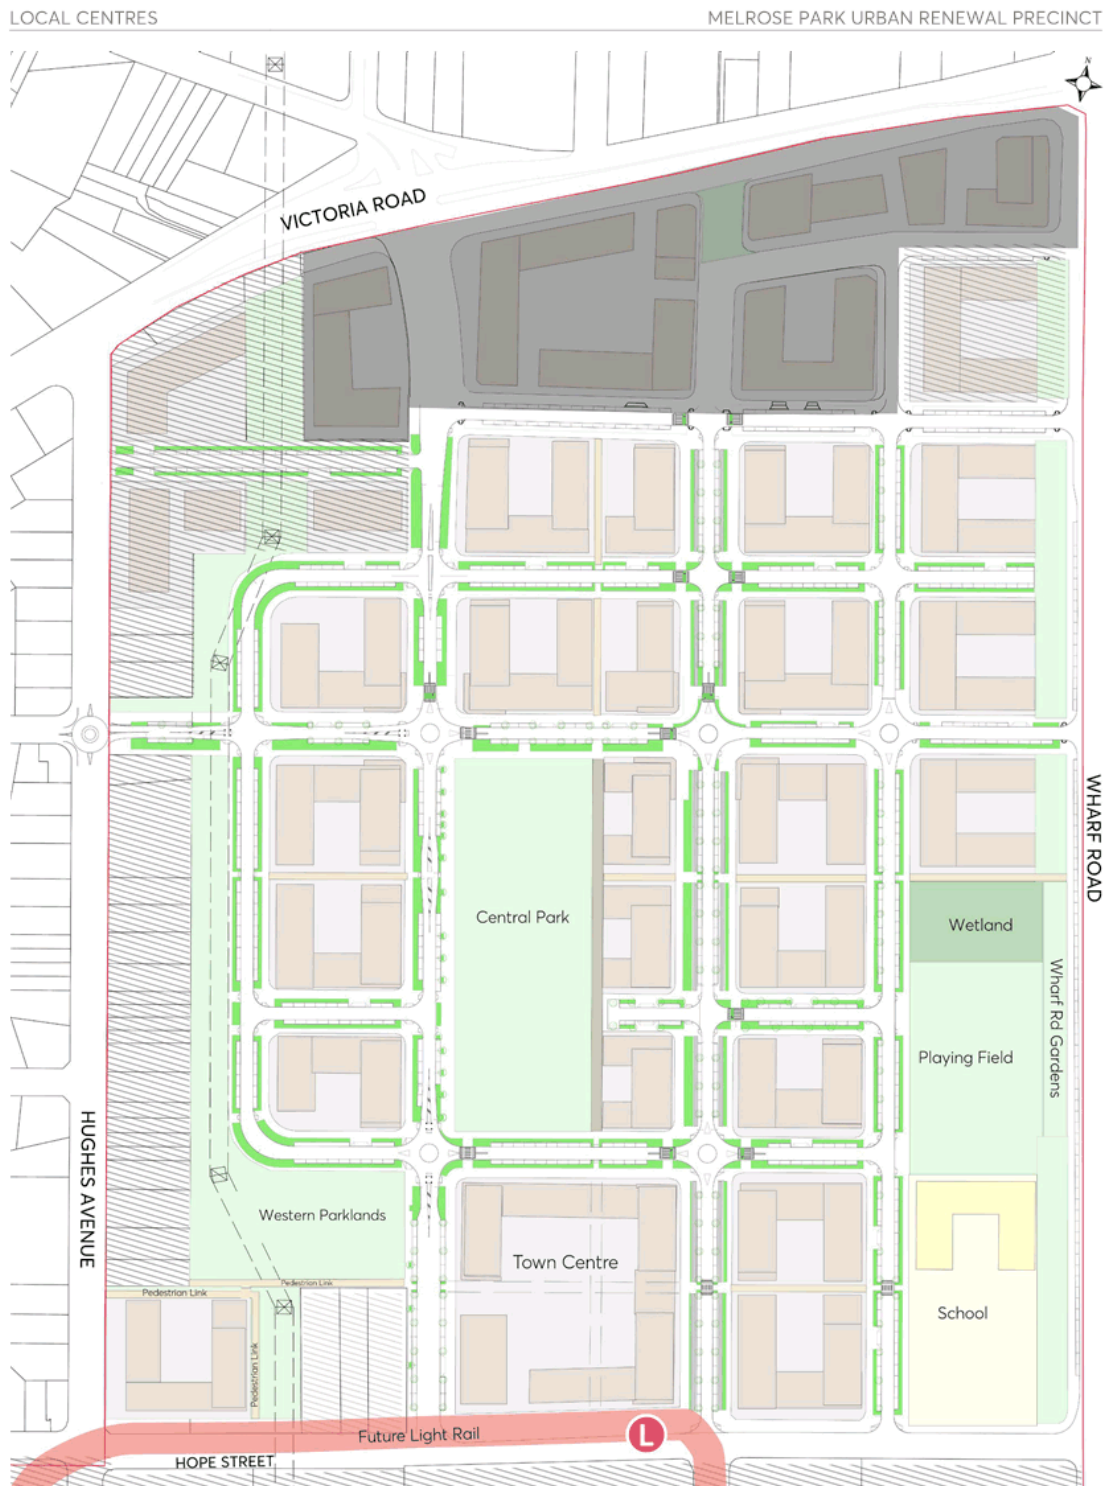 LOCAL CENTRES
MELROSE PARK URBAN RENEWAL PRECINCT
N
VICTORIA ROAD
WHARF ROAD
Central Park
Wetland
Wharf Rd Gardens
Playing Field
HUGHES AVENUE
Western Parklands
Town Centre
Pedestrian Link
Pedestrian Link
School
Pedestrian Link
Future Light Rail
L
HOPE STREET